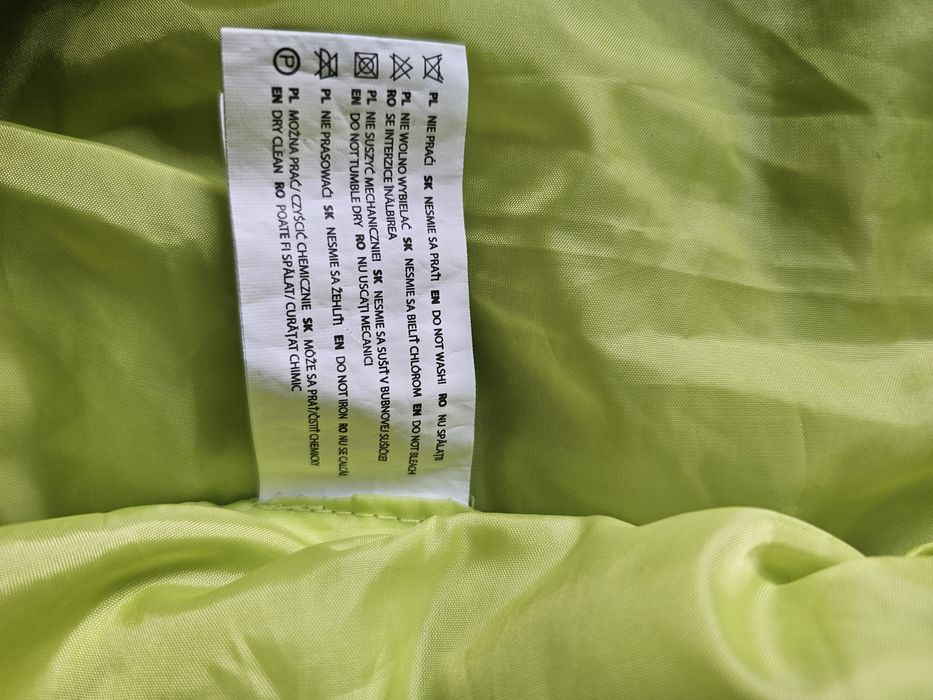 PL NIE PRAĆ! SK NESMIE SA PRAŤ! EN DO NOT WASH! RO NU SPĂLAȚI!
PL NIE WOLNO WYBIELAĆ SK NESMIE SA BIELIŤ CHLÓROM EN DO NOT BLEACH
RO SE INTERZICE ÎNĂLBIREA
PL NIE SUSZYĆ MECHANICZNIE! SK NESMIE SA SUŠIŤ V BUBNOVEJ SUŠIČKE!
EN DO NOT TUMBLE DRY RO NU USCAȚI MECANIC!
PL NIE PRASOWAĆ! SK NESMIE SA ŽEHLIŤ! EN DO NOT IRON RO NU SE CALCĂ!
P
PL MOŻNA PRAĆ/ CZYŚCIĆ CHEMICZNIE SK MÔŽE SA PRAŤ/ČISTIŤ CHEMICKY
EN DRY CLEAN RO POATE FI SPĂLAT/ CURĂȚAT CHIMIC